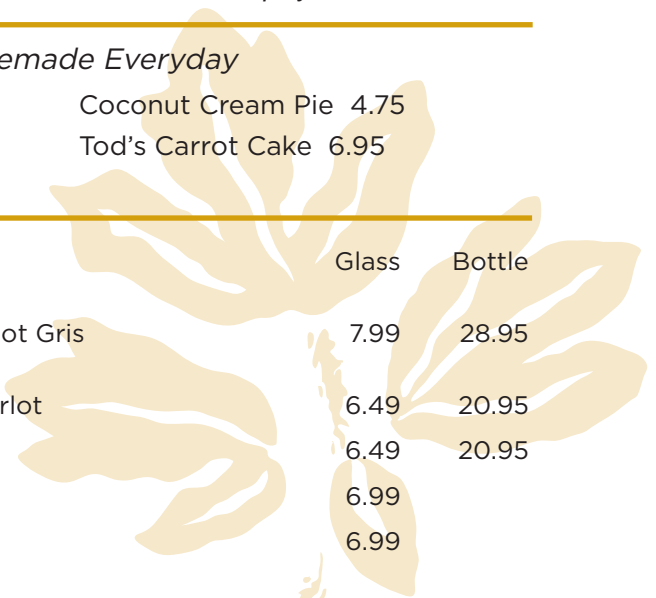 emade Everyday
Coconut Cream Pie 4.75
Tod's Carrot Cake 6.95
Glass Bottle
ot Gris 7.99 28.95
rlot 6.49 20.95
6.49 20.95
6.99
6.99